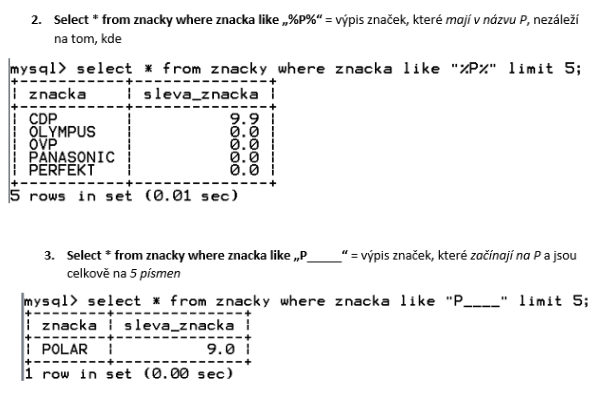 2. Select * from znacky where znacka like „%P%“ = výpis značek, které mají v názvu P, nezáleží
na tom, kde
mysql> select * from znacky where znacka like "%P%" limit 5;
+-----------+--------------+
| znacka    | sleva_znacka |
+-----------+--------------+
| CDP       |          9.9 |
| OLYMPUS   |          0.0 |
| OVP       |          0.0 |
| PANASONIC |          0.0 |
| PERFEKT   |          0.0 |
+-----------+--------------+
5 rows in set (0.01 sec)
3. Select * from znacky where znacka like „P_____“ = výpis značek, které začínají na P a jsou
celkově na 5 písmen
mysql> select * from znacky where znacka like "P____" limit 5;
+--------+--------------+
| znacka | sleva_znacka |
+--------+--------------+
| POLAR  |          9.0 |
+--------+--------------+
1 row in set (0.00 sec)